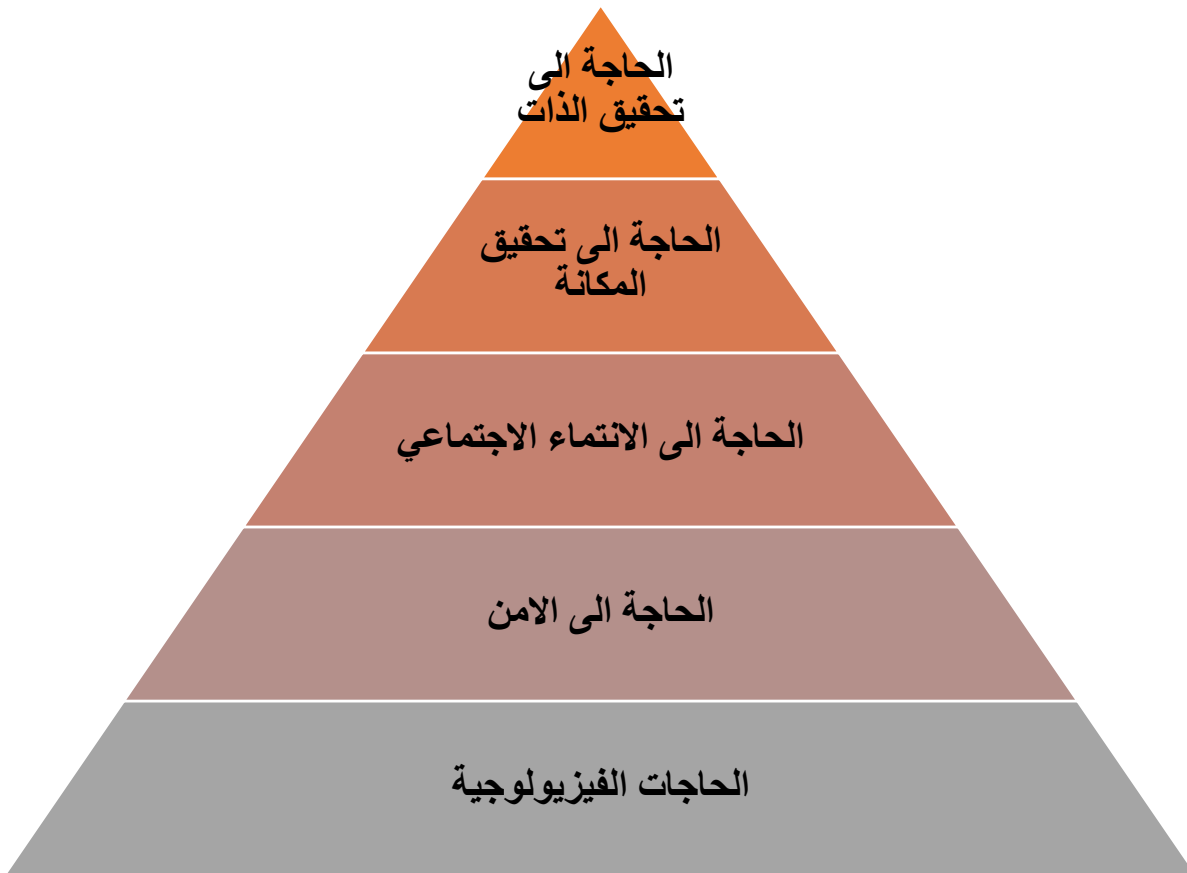 الحاجة الى
تحقيق الذات
الحاجة الى تحقيق
المكانة
الحاجة الى الانتماء الاجتماعي
الحاجة الى الامن
الحاجات الفيزيولوجية